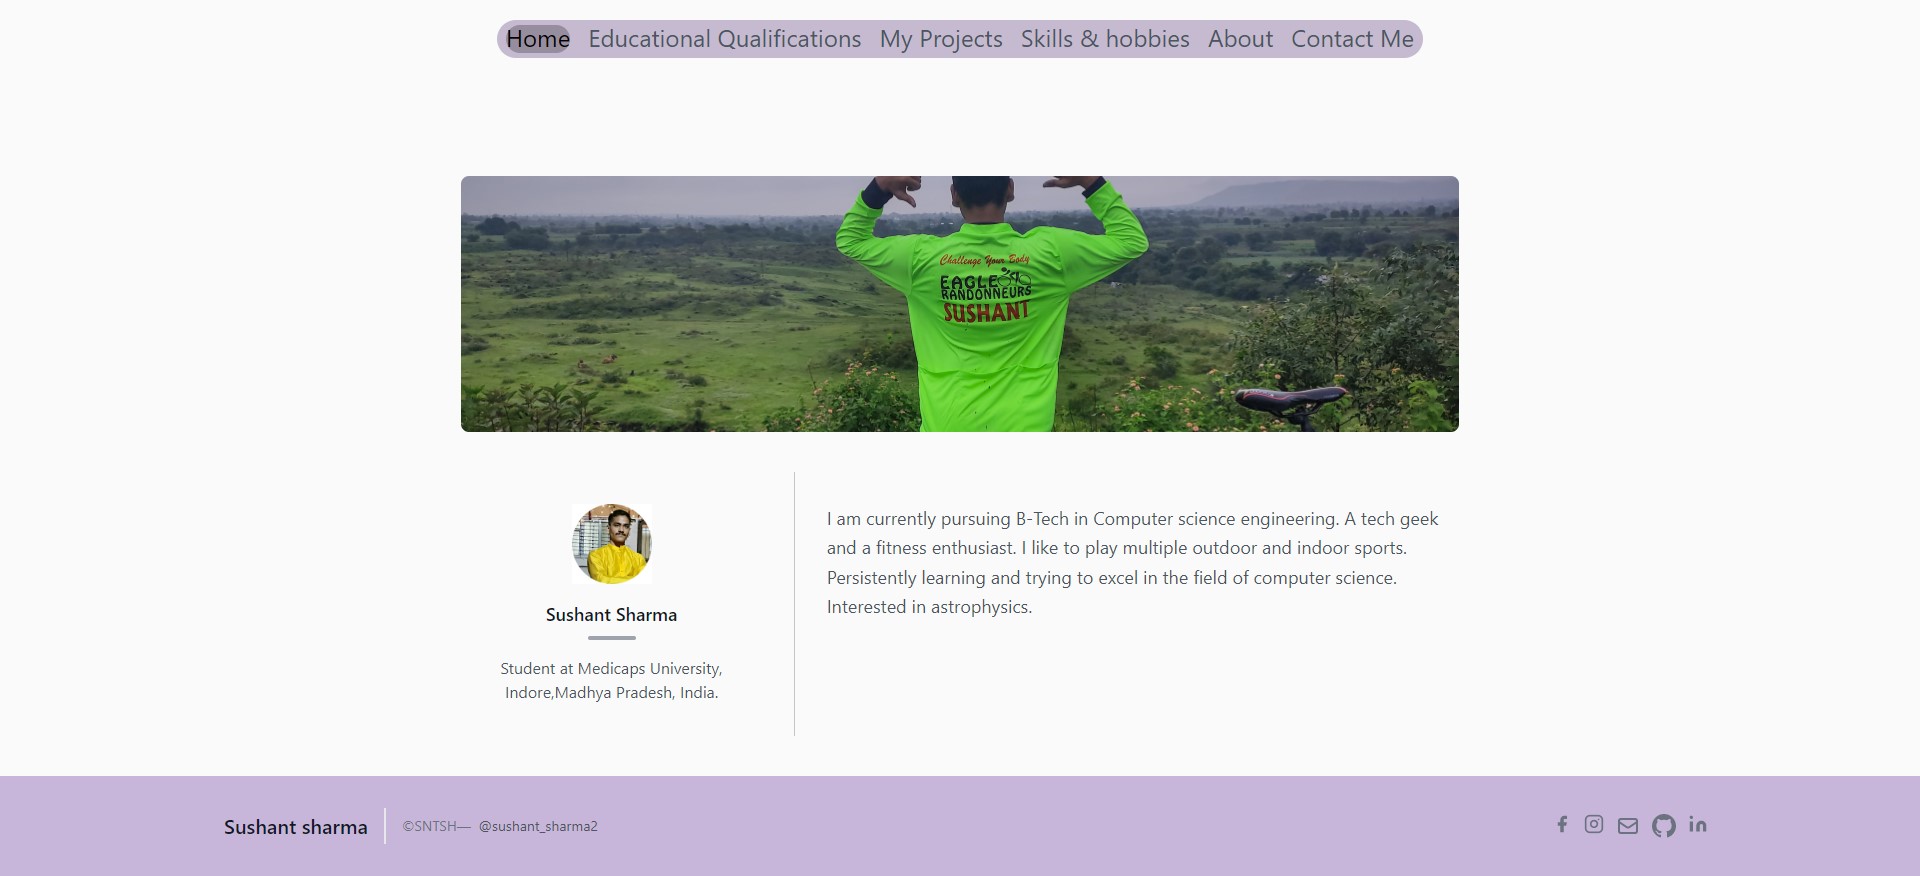 Home Educational Qualifications My Projects Skills & hobbies About Contact Me
Challenge Your Body
EAGLE
RANDONNEURS
SUSHANT
I am currently pursuing B-Tech in Computer science engineering. A tech geek
and a fitness enthusiast. I like to play multiple outdoor and indoor sports.
Persistently learning and trying to excel in the field of computer science.
Interested in astrophysics.
Sushant Sharma
Student at Medicaps University,
Indore,Madhya Pradesh, India.
Sushant sharma
©SNTSH— @sushant_sharma2